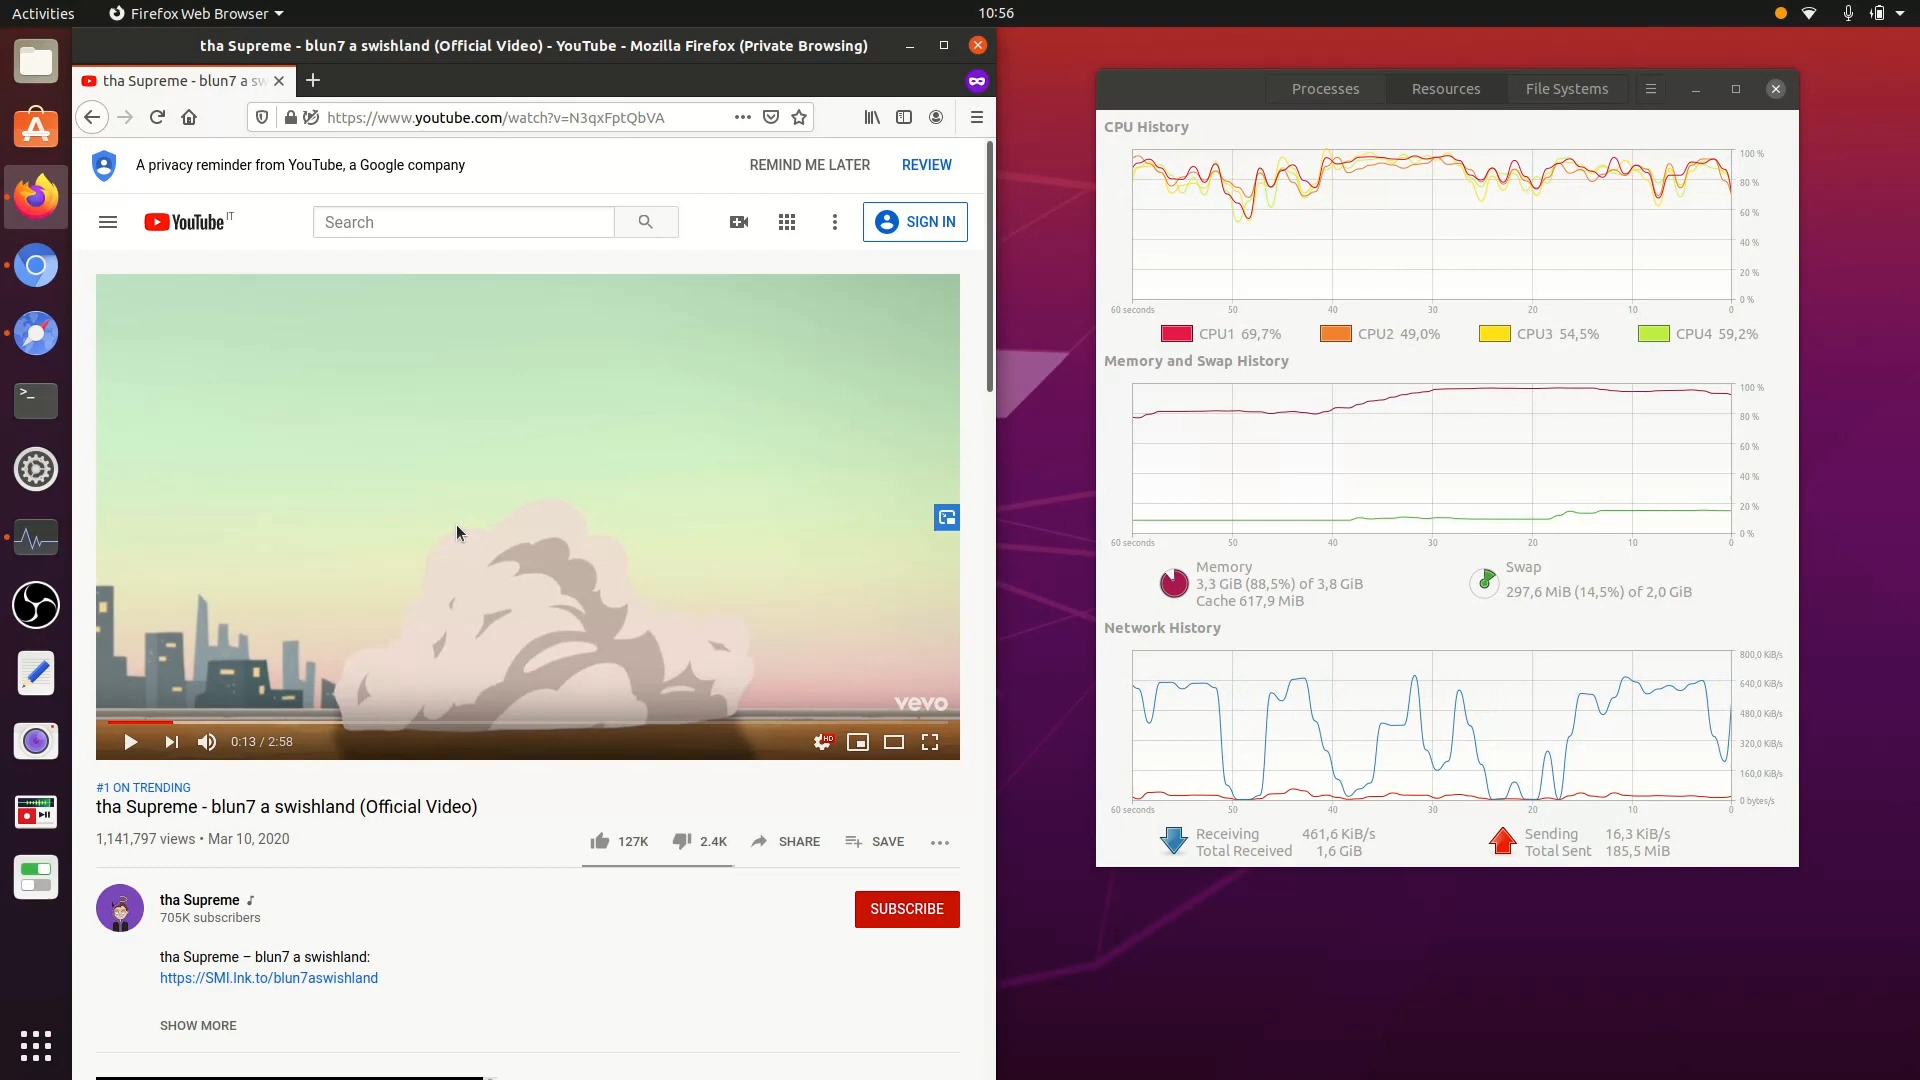 Activities
Firefox Web Browser
10:56
tha Supreme - blun7 a swishland (Official Video) - YouTube - Mozilla Firefox (Private Browsing)
tha Supreme - blun7 a sw
https://www.youtube.com/watch?v=N3qxFptQbVA
A privacy reminder from YouTube, a Google company
REMIND ME LATER
REVIEW
YouTube IT
Search
SIGN IN
vevo
0:13 / 2:58
HD
#1 ON TRENDING
tha Supreme - blun7 a swishland (Official Video)
1,141,797 views • Mar 10, 2020
127K
2.4K
SHARE
SAVE
tha Supreme
705K subscribers
SUBSCRIBE
tha Supreme – blun7 a swishland:
https://SMI.lnk.to/blun7aswishland
SHOW MORE
Processes
Resources
File Systems
CPU History
100 %
80 %
60 %
40 %
20 %
0 %
60 seconds 50 40 30 20 10 0
CPU1 69,7%
CPU2 49,0%
CPU3 54,5%
CPU4 59,2%
Memory and Swap History
100 %
80 %
60 %
40 %
20 %
0 %
60 seconds 50 40 30 20 10 0
Memory
3,3 GiB (88,5%) of 3,8 GiB
Cache 617,9 MiB
Swap
297,6 MiB (14,5%) of 2,0 GiB
Network History
800,0 KiB/s
640,0 KiB/s
480,0 KiB/s
320,0 KiB/s
160,0 KiB/s
0 bytes/s
60 seconds 50 40 30 20 10 0
Receiving 461,6 KiB/s
Total Received 1,6 GiB
Sending 16,3 KiB/s
Total Sent 185,5 MiB